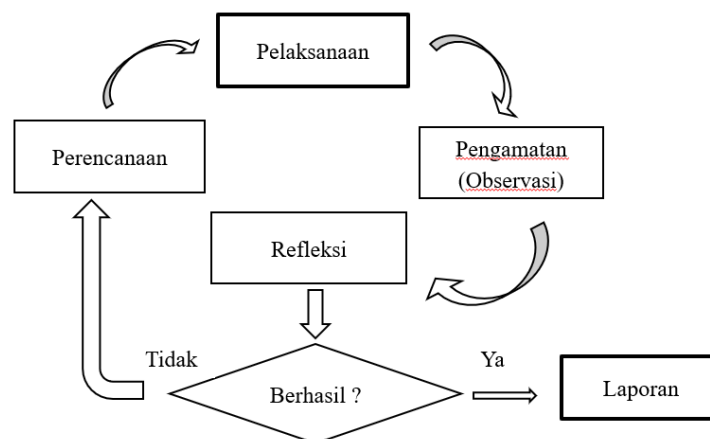 Pelaksanaan
Perencanaan
Pengamatan
(Observasi)
Refleksi
Tidak
Ya
Berhasil ?
Laporan